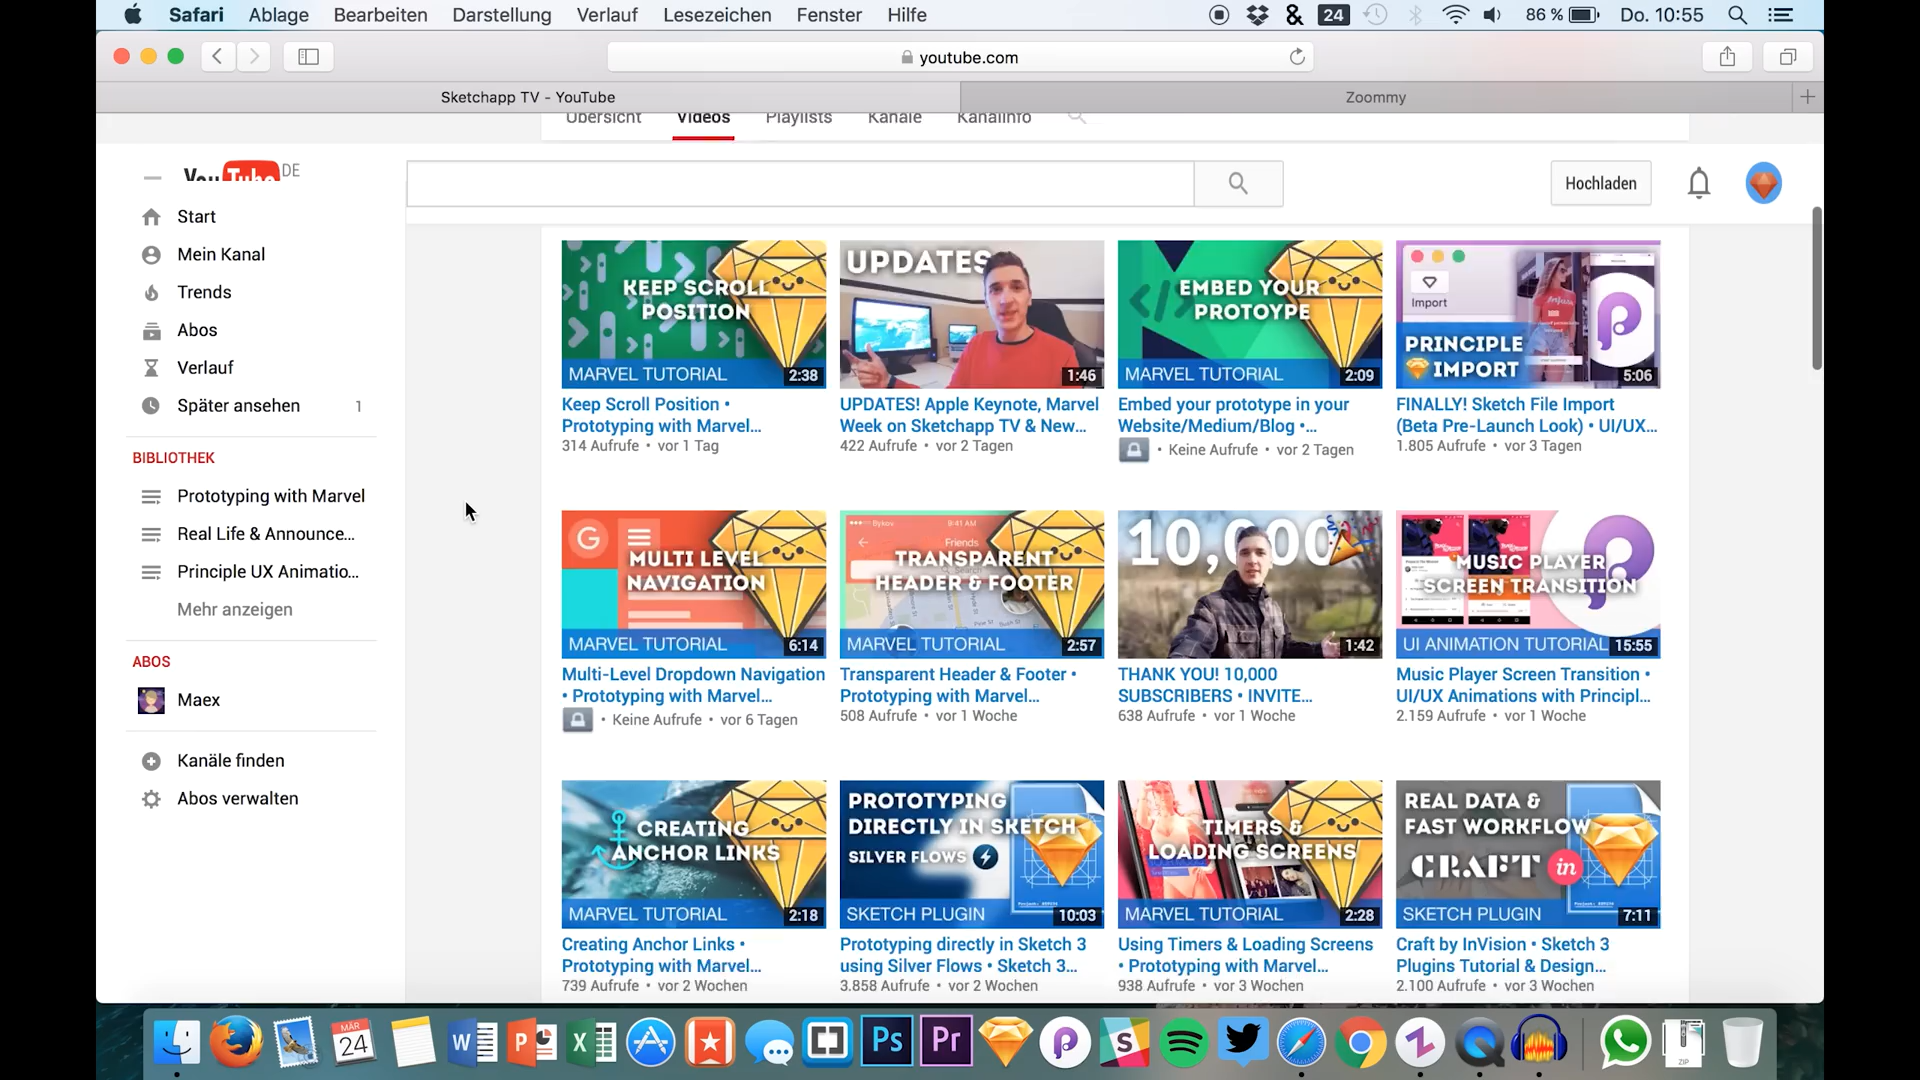 Safari Ablage Bearbeiten Darstellung Verlauf Lesezeichen Fenster Hilfe 24 86 % Do. 10:55
youtube.com
Sketchapp TV - YouTube Zoommy
Übersicht Videos Playlists Kanäle Kanalinfo
YouTube DE Hochladen
Start
Mein Kanal
Trends
Abos
Verlauf
Später ansehen 1
BIBLIOTHEK
Prototyping with Marvel
Real Life & Announce...
Principle UX Animatio...
Mehr anzeigen
ABOS
Maex
Kanäle finden
Abos verwalten
KEEP SCROLL
POSITION
MARVEL TUTORIAL 2:38
Keep Scroll Position •
Prototyping with Marvel...
314 Aufrufe • vor 1 Tag
UPDATES
1:46
UPDATES! Apple Keynote, Marvel
Week on Sketchapp TV & New...
422 Aufrufe • vor 2 Tagen
EMBED YOUR
PROTOYPE
MARVEL TUTORIAL 2:09
Embed your prototype in your
Website/Medium/Blog •...
• Keine Aufrufe • vor 2 Tagen
Import
PRINCIPLE
IMPORT
5:06
FINALLY! Sketch File Import
(Beta Pre-Launch Look) • UI/UX...
1.805 Aufrufe • vor 3 Tagen
G
MULTI LEVEL
NAVIGATION
MARVEL TUTORIAL 6:14
Multi-Level Dropdown Navigation
• Prototyping with Marvel...
• Keine Aufrufe • vor 6 Tagen
Bykov 9:41 AM
Friends
TRANSPARENT
HEADER & FOOTER
MARVEL TUTORIAL 2:57
Transparent Header & Footer •
Prototyping with Marvel...
508 Aufrufe • vor 1 Woche
10,000
1:42
THANK YOU! 10,000
SUBSCRIBERS • INVITE...
638 Aufrufe • vor 1 Woche
MUSIC PLAYER
SCREEN TRANSITION
UI ANIMATION TUTORIAL 15:55
Music Player Screen Transition •
UI/UX Animations with Principl...
2.159 Aufrufe • vor 1 Woche
CREATING
ANCHOR LINKS
MARVEL TUTORIAL 2:18
Creating Anchor Links •
Prototyping with Marvel...
739 Aufrufe • vor 2 Wochen
PROTOTYPING
DIRECTLY IN SKETCH
SILVER FLOWS
SKETCH PLUGIN 10:03
Prototyping directly in Sketch 3
using Silver Flows • Sketch 3...
3.858 Aufrufe • vor 2 Wochen
TIMERS &
LOADING SCREENS
MARVEL TUTORIAL 2:28
Using Timers & Loading Screens
• Prototyping with Marvel...
938 Aufrufe • vor 3 Wochen
REAL DATA &
FAST WORKFLOW
CRAFT in
SKETCH PLUGIN 7:11
Craft by InVision • Sketch 3
Plugins Tutorial & Design...
2.100 Aufrufe • vor 3 Wochen
MÄR
24
W P X Ps Pr S ZIP